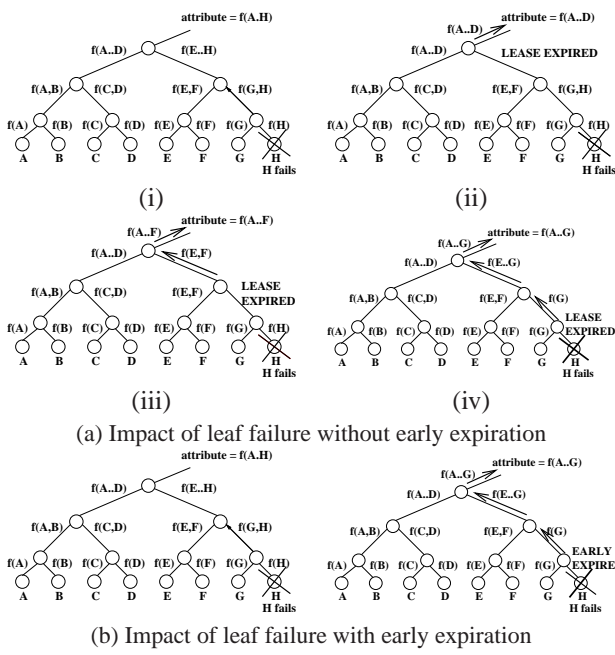 attribute = f(A.H)
f(A..D) f(E..H)
f(A,B) f(C,D) f(E,F) f(G,H)
f(A) f(B) f(C) f(D) f(E) f(F) f(G) f(H)
A B C D E F G H
H fails
(i)
f(A..D) attribute = f(A..D)
f(A..D) LEASE EXPIRED
f(A,B) f(C,D) f(E,F) f(G,H)
f(A) f(B) f(C) f(D) f(E) f(F) f(G) f(H)
A B C D E F G H
H fails
(ii)
f(A..F) attribute = f(A..F)
f(A..D) f(E,F)
f(A,B) f(C,D) f(E,F) LEASE
EXPIRED
f(A) f(B) f(C) f(D) f(E) f(F) f(G) f(H)
A B C D E F G H
H fails
(iii)
f(A..G) attribute = f(A..G)
f(A..D) f(E..G)
f(A,B) f(C,D) f(E,F) f(G)
LEASE
f(A) f(B) f(C) f(D) f(E) f(F) f(G) EXPIRED
A B C D E F G H
H fails
(iv)
(a) Impact of leaf failure without early expiration
attribute = f(A.H)
f(A..D) f(E..H)
f(A,B) f(C,D) f(E,F) f(G,H)
f(A) f(B) f(C) f(D) f(E) f(F) f(G) f(H)
A B C D E F G H
H fails
f(A..G) attribute = f(A..G)
f(A..D) f(E..G)
f(A,B) f(C,D) f(E,F) f(G)
EARLY
f(A) f(B) f(C) f(D) f(E) f(F) f(G) EXPIRE
A B C D E F G H
H fails
(b) Impact of leaf failure with early expiration